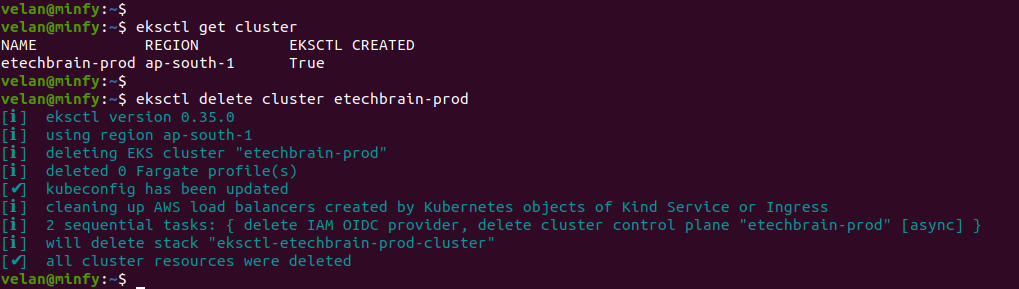 velan@minfy:~$
velan@minfy:~$ eksctl get cluster
NAME REGION EKSCTL CREATED
etechbrain-prod ap-south-1 True
velan@minfy:~$
velan@minfy:~$ eksctl delete cluster etechbrain-prod
[ℹ] eksctl version 0.35.0
[ℹ] using region ap-south-1
[ℹ] deleting EKS cluster "etechbrain-prod"
[ℹ] deleted 0 Fargate profile(s)
[✔] kubeconfig has been updated
[ℹ] cleaning up AWS load balancers created by Kubernetes objects of Kind Service or Ingress
[ℹ] 2 sequential tasks: { delete IAM OIDC provider, delete cluster control plane "etechbrain-prod" [async] }
[ℹ] will delete stack "eksctl-etechbrain-prod-cluster"
[✔] all cluster resources were deleted
velan@minfy:~$